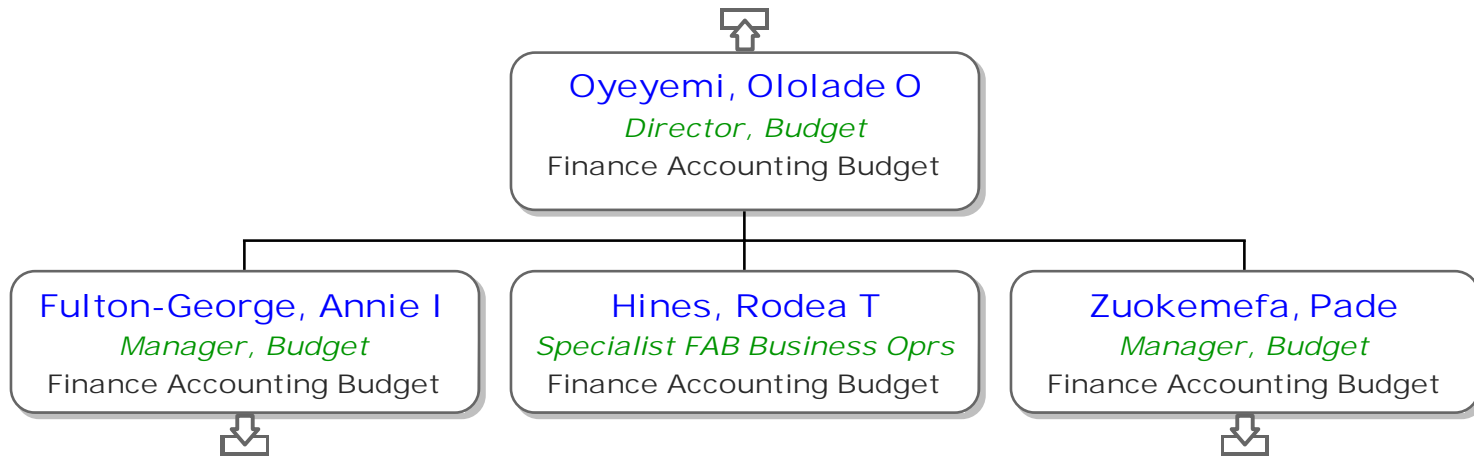 Oyeyemi, Ololade O
Director, Budget
Finance Accounting Budget
Fulton-George, Annie I
Manager, Budget
Finance Accounting Budget
Hines, Rodea T
Specialist FAB Business Oprs
Finance Accounting Budget
Zuokemefa, Pade
Manager, Budget
Finance Accounting Budget